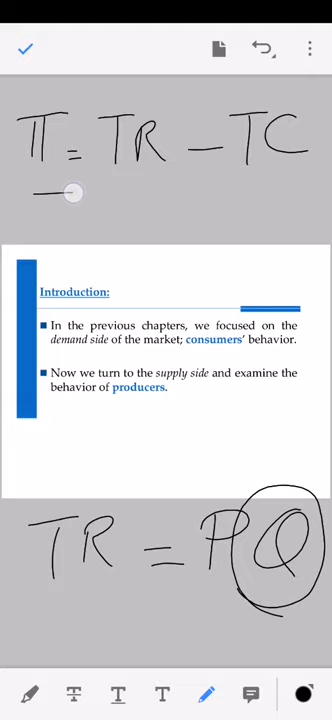 π = TR - TC
Introduction:
▪ In the previous chapters, we focused on the
demand side of the market; consumers' behavior.
▪ Now we turn to the supply side and examine the
behavior of producers.
TR = PQ
T T T